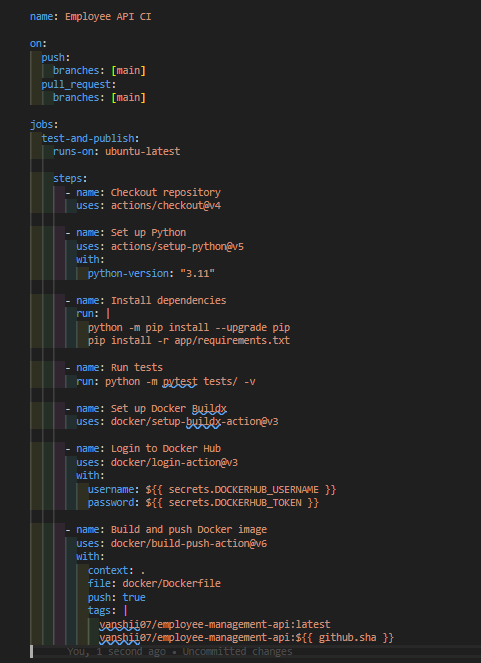 name: Employee API CI
on:
push:
branches: [main]
pull_request:
branches: [main]
jobs:
test-and-publish:
runs-on: ubuntu-latest
steps:
- name: Checkout repository
uses: actions/checkout@v4
- name: Set up Python
uses: actions/setup-python@v5
with:
python-version: "3.11"
- name: Install dependencies
run: |
python -m pip install --upgrade pip
pip install -r app/requirements.txt
- name: Run tests
run: python -m pytest tests/ -v
- name: Set up Docker Buildx
uses: docker/setup-buildx-action@v3
- name: Login to Docker Hub
uses: docker/login-action@v3
with:
username: ${{ secrets.DOCKERHUB_USERNAME }}
password: ${{ secrets.DOCKERHUB_TOKEN }}
- name: Build and push Docker image
uses: docker/build-push-action@v6
with:
context: .
file: docker/Dockerfile
push: true
tags: |
vanshii07/employee-management-api:latest
vanshii07/employee-management-api:${{ github.sha }}
You, 1 second ago • Uncommitted changes